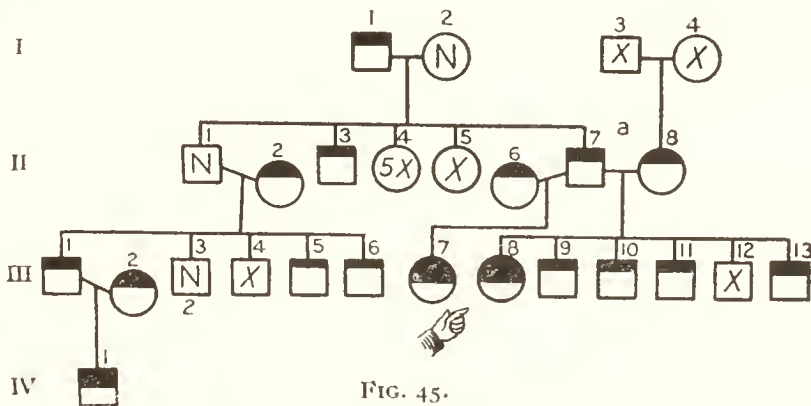 1 2 3 4
I N X X
1 3 4 5 7 a 8
II N 2 5X X 6
1 2 3 4 5 6 7 8 9 10 11 12 13
III N X X
2
1
IV
FIG. 45.